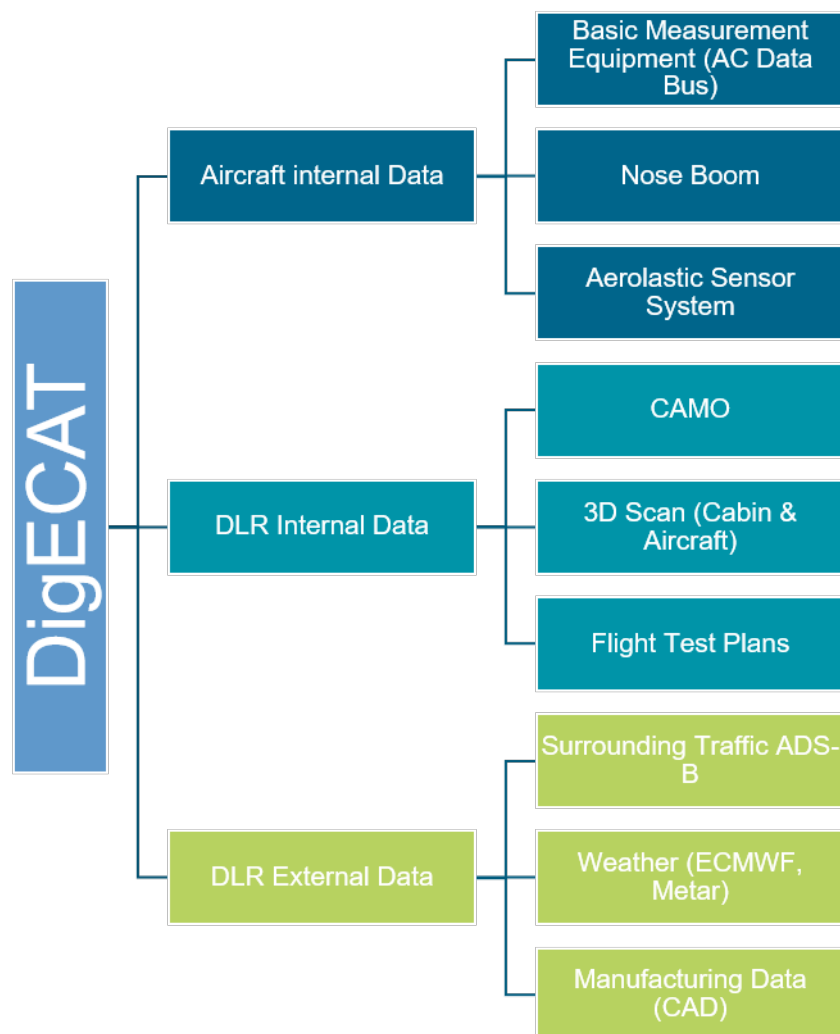 DigECAT
Aircraft internal Data
Basic Measurement
Equipment (AC Data
Bus)
Nose Boom
Aerolastic Sensor
System
DLR Internal Data
CAMO
3D Scan (Cabin &
Aircraft)
Flight Test Plans
DLR External Data
Surrounding Traffic ADS-
B
Weather (ECMWF,
Metar)
Manufacturing Data
(CAD)